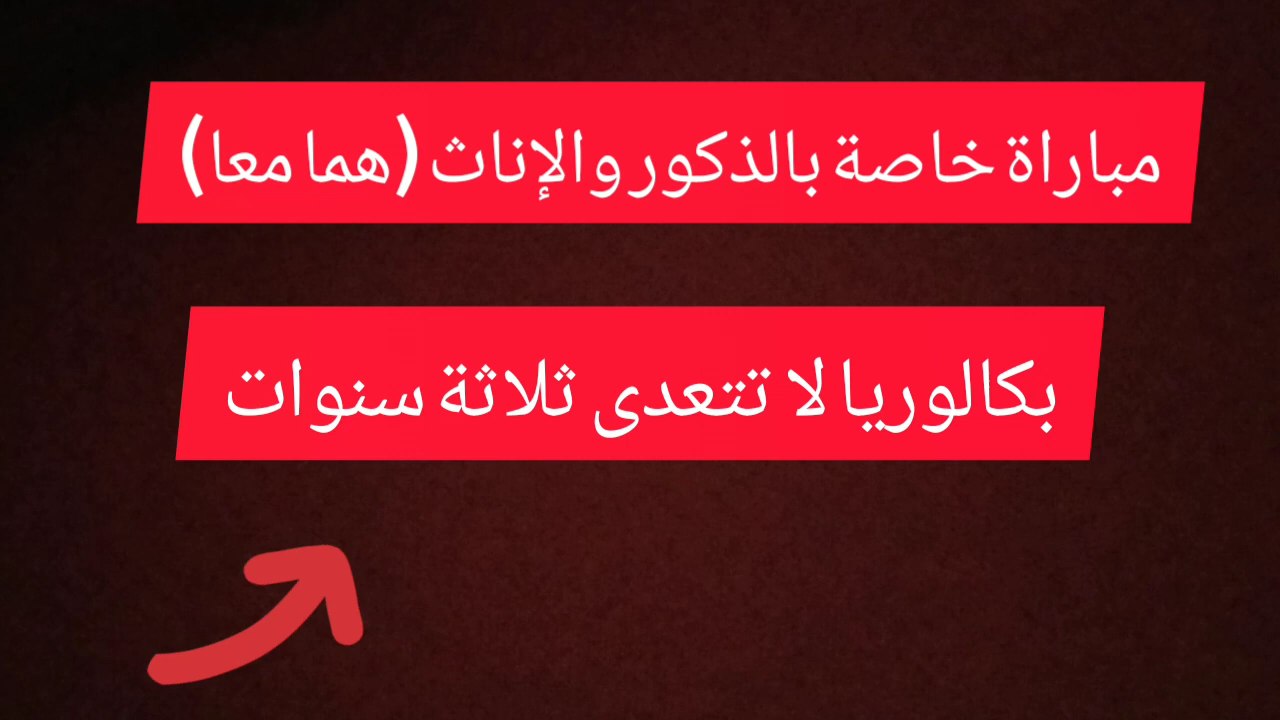 مباراة خاصة بالذكور والإناث (هما معا)
بكالوريا لا تتعدى ثلاثة سنوات